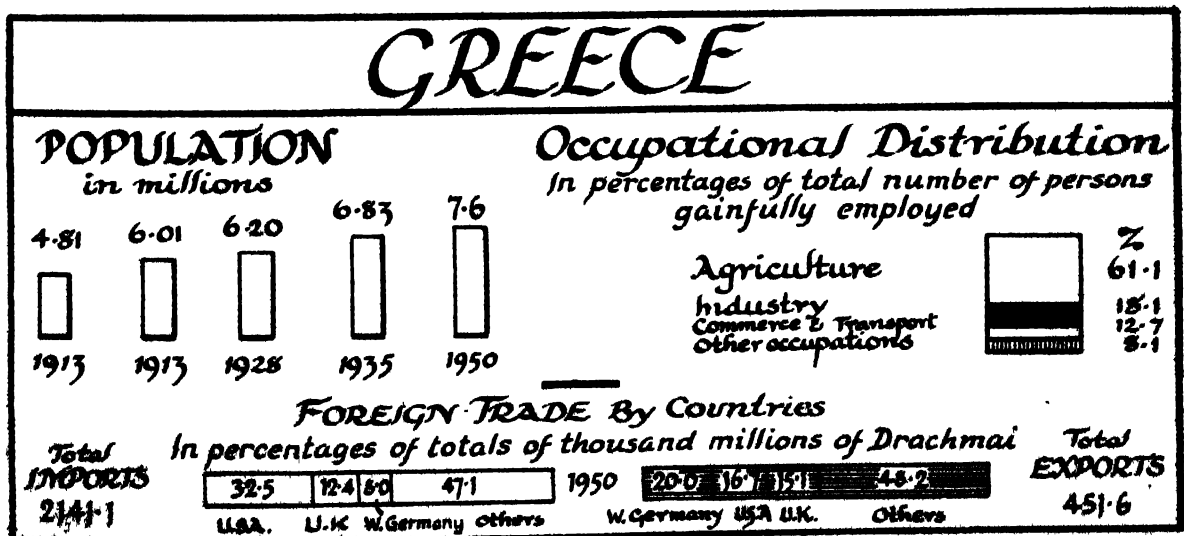 GREECE
POPULATION
in millions
4.81 6.01 6.20 6.83 7.6
1913 1913 1928 1935 1950
Occupational Distribution
In percentages of total number of persons
gainfully employed
%
Agriculture 61.1
Industry 18.1
Commerce & Transport 12.7
Other occupations 8.1
FOREIGN TRADE By Countries
In percentages of totals of thousand millions of Drachmai
Total
IMPORTS
2141.1
32.5 12.4 8.0 47.1
U.S.A. U.K W.Germany others
1950
20.0 16.7 15.1 48.2
W.Germany USA U.K. Others
Total
EXPORTS
451.6